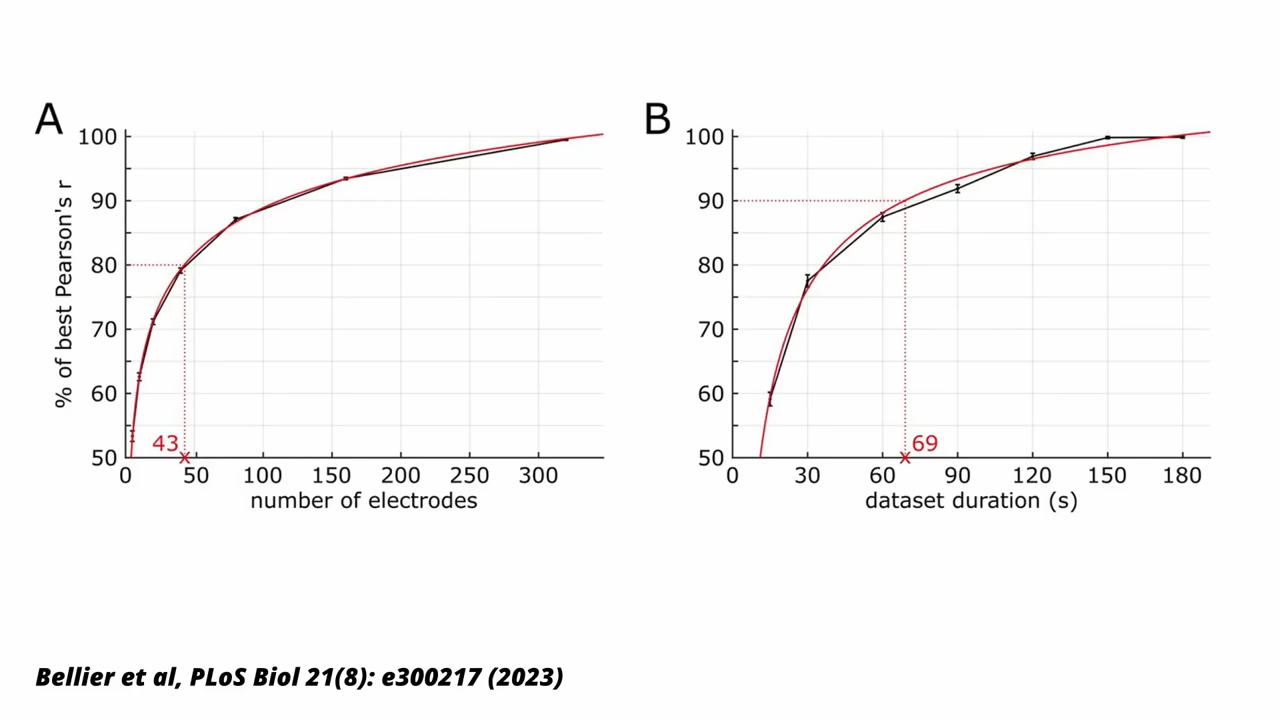 A
B
% of best Pearson's r
100
90
80
70
60
50
43
0 50 100 150 200 250 300
number of electrodes
100
90
80
70
60
50
69
0 30 60 90 120 150 180
dataset duration (s)
Bellier et al, PLoS Biol 21(8): e300217 (2023)